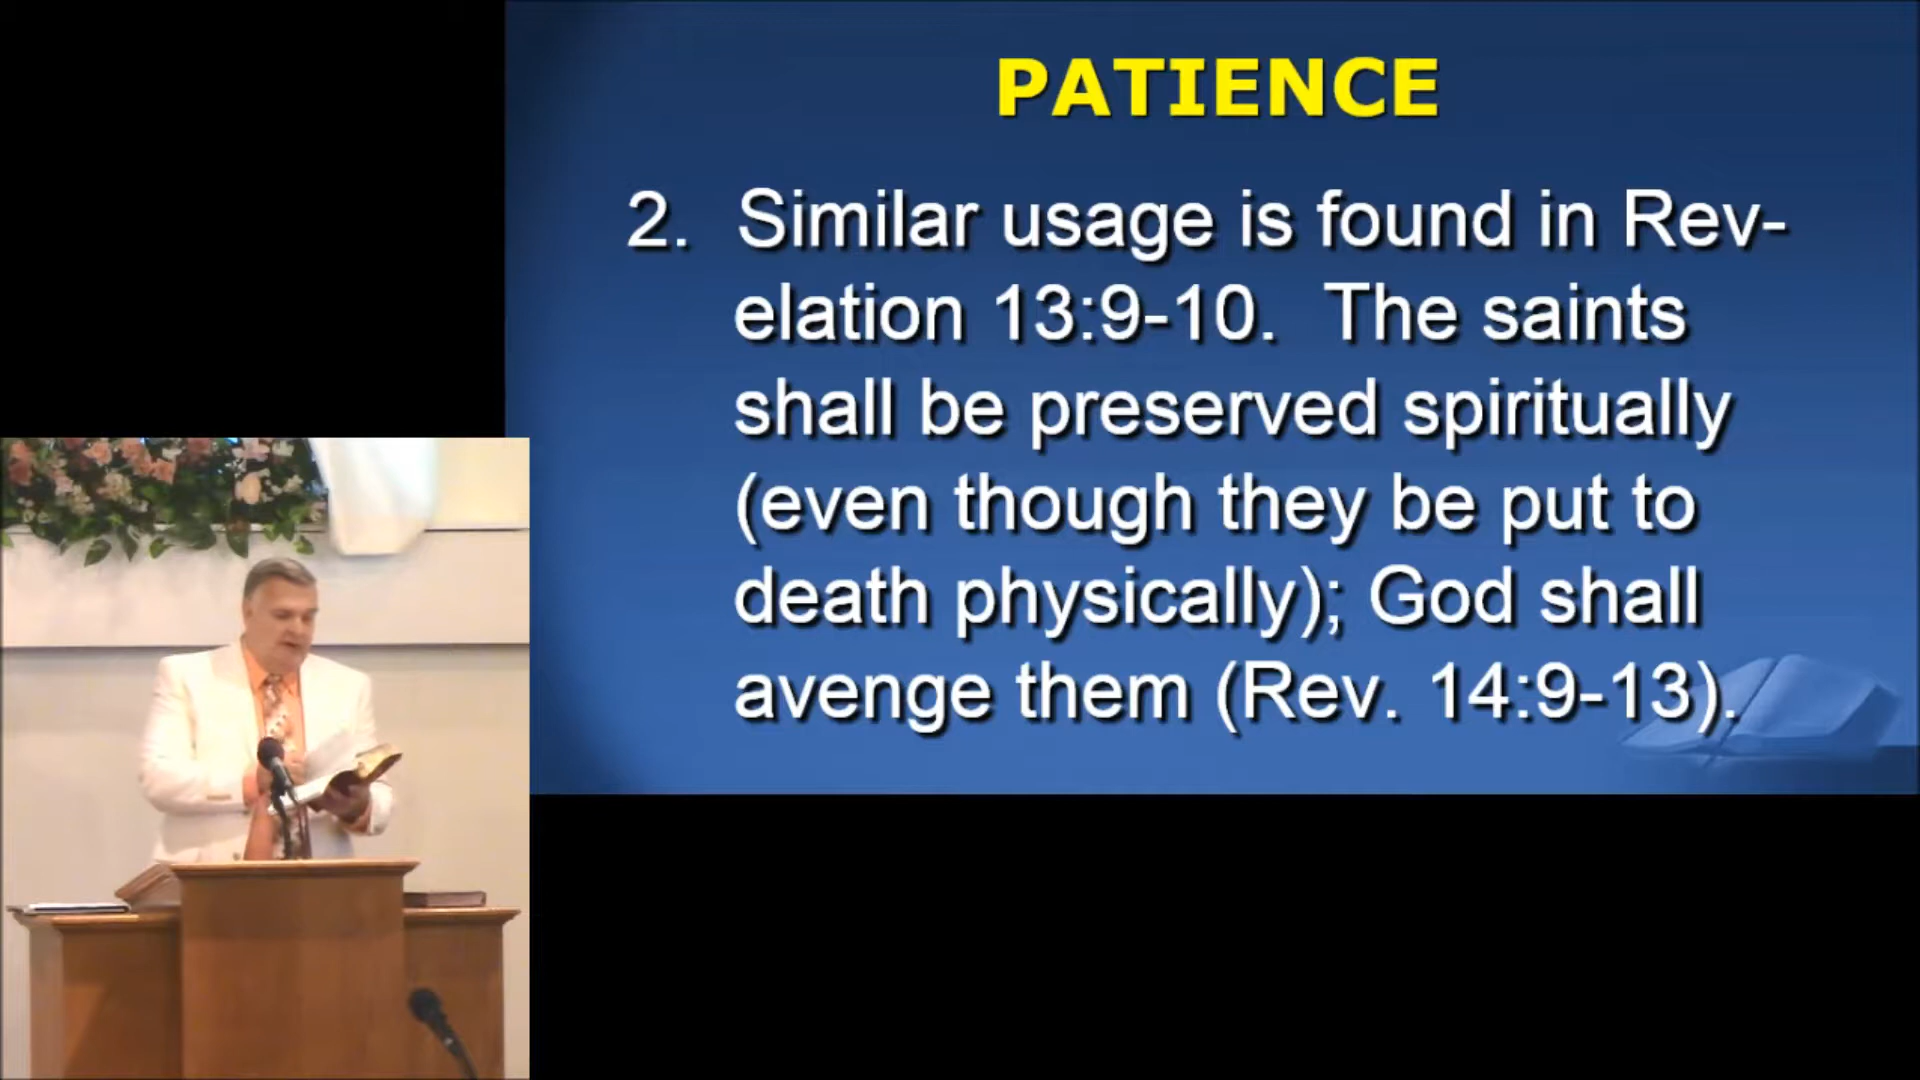 PATIENCE
2. Similar usage is found in Rev-
elation 13:9-10. The saints
shall be preserved spiritually
(even though they be put to
death physically); God shall
avenge them (Rev. 14:9-13).